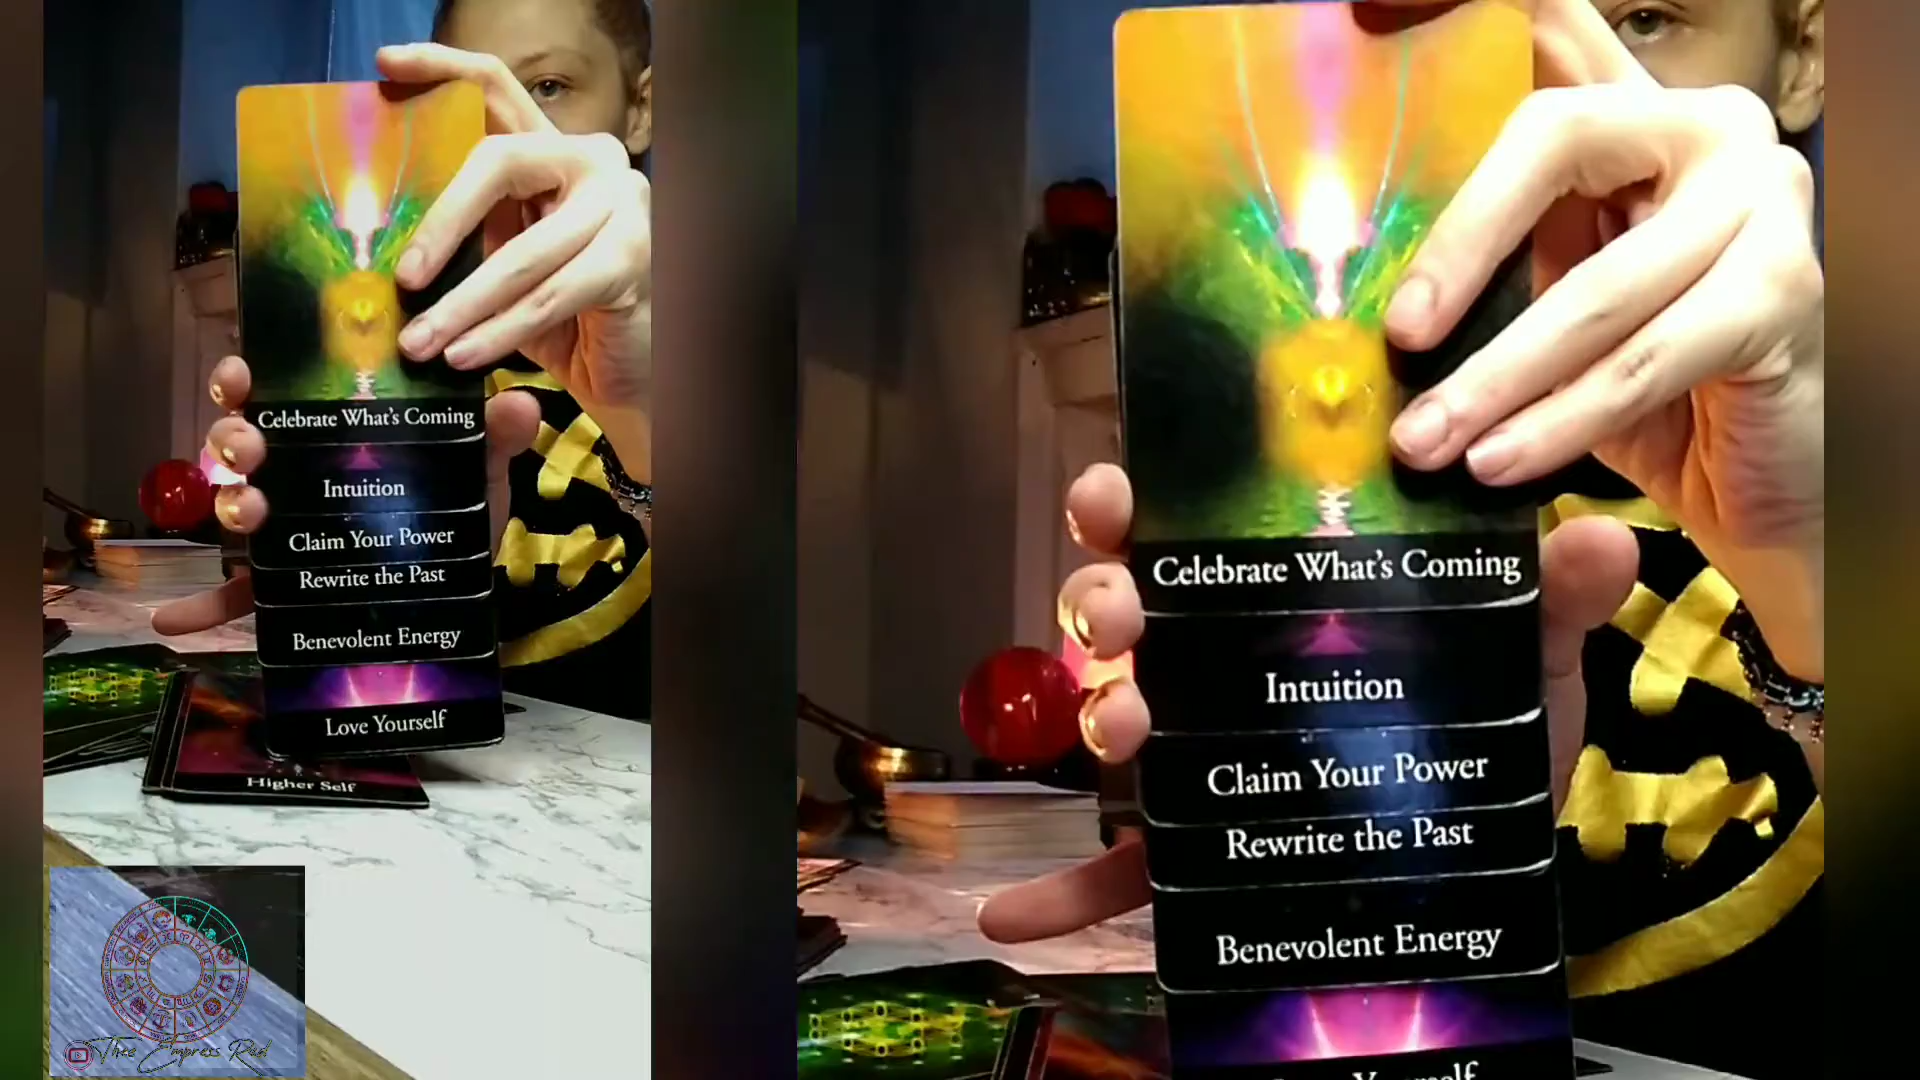 Celebrate What's Coming
Intuition
Claim Your Power
Rewrite the Past
Benevolent Energy
Love Yourself
Higher Self
Thee Empress Red
Celebrate What's Coming
Intuition
Claim Your Power
Rewrite the Past
Benevolent Energy
Yourself